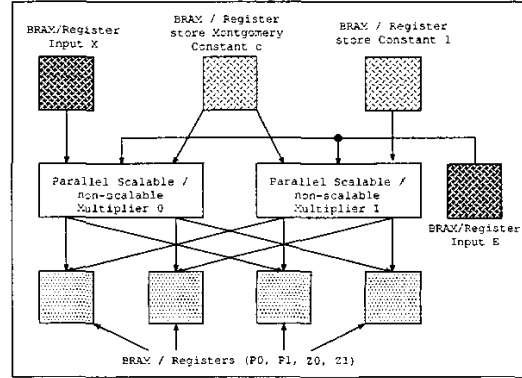 BRAM/Register
Input X
BRAM / Register
store Montgomery
Constant c
BRAM / Register
store Constant 1
Parallel Scalable /
non-scalable
Multiplier 0
Parallel Scalable /
non-scalable
Multiplier 1
BRAM/Register
Input E
BRAM / Registers (P0, P1, Z0, Z1)